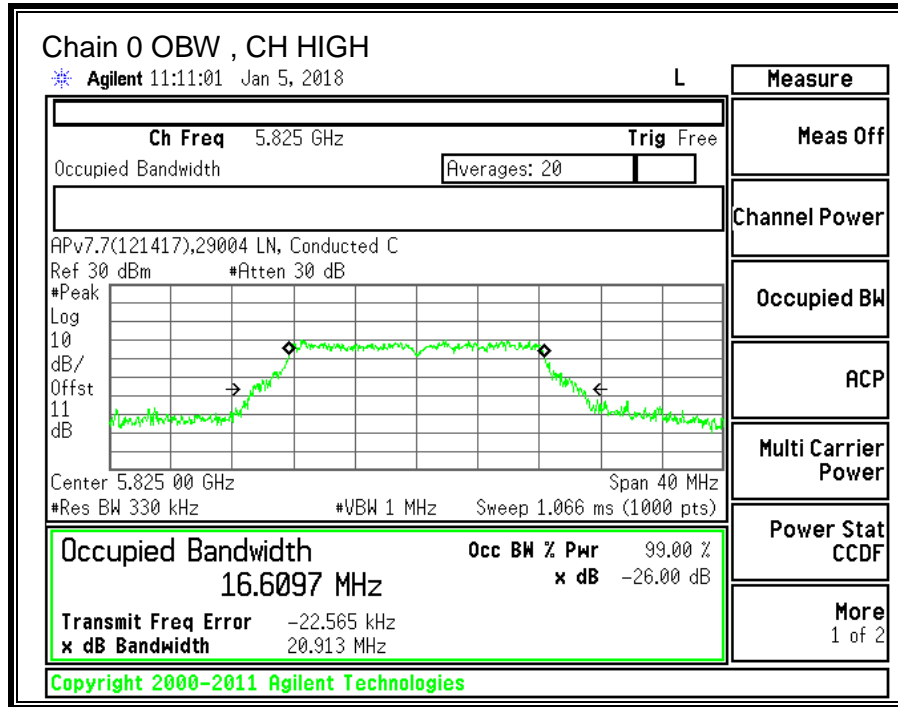 Chain 0 OBW , CH HIGH
Agilent 11:11:01 Jan 5, 2018 L
Measure
Ch Freq 5.825 GHz Trig Free
Occupied Bandwidth Averages: 20
APv7.7(121417),29004 LN, Conducted C
Ref 30 dBm #Atten 30 dB
#Peak
Log
10
dB/
Offst
11
dB
Center 5.825 00 GHz Span 40 MHz
#Res BW 330 kHz #VBW 1 MHz Sweep 1.066 ms (1000 pts)
Occupied Bandwidth Occ BW % Pwr 99.00 %
16.6097 MHz x dB -26.00 dB
Transmit Freq Error -22.565 kHz
x dB Bandwidth 20.913 MHz
Copyright 2000-2011 Agilent Technologies
Meas Off
Channel Power
Occupied BW
ACP
Multi Carrier
Power
Power Stat
CCDF
More
1 of 2